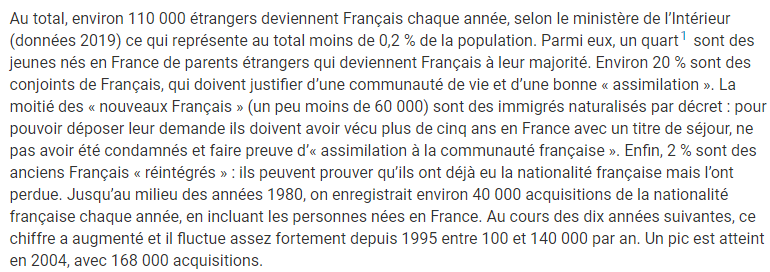 Au total, environ 110 000 étrangers deviennent Français chaque année, selon le ministère de l’Intérieur
(données 2019) ce qui représente au total moins de 0,2 % de la population. Parmi eux, un quart1 sont des
jeunes nés en France de parents étrangers qui deviennent Français à leur majorité. Environ 20 % sont des
conjoints de Français, qui doivent justifier d’une communauté de vie et d’une bonne « assimilation ». La
moitié des « nouveaux Français » (un peu moins de 60 000) sont des immigrés naturalisés par décret : pour
pouvoir déposer leur demande ils doivent avoir vécu plus de cinq ans en France avec un titre de séjour, ne
pas avoir été condamnés et faire preuve d’« assimilation à la communauté française ». Enfin, 2 % sont des
anciens Français « réintégrés » : ils peuvent prouver qu’ils ont déjà eu la nationalité française mais l’ont
perdue. Jusqu’au milieu des années 1980, on enregistrait environ 40 000 acquisitions de la nationalité
française chaque année, en incluant les personnes nées en France. Au cours des dix années suivantes, ce
chiffre a augmenté et il fluctue assez fortement depuis 1995 entre 100 et 140 000 par an. Un pic est atteint
en 2004, avec 168 000 acquisitions.